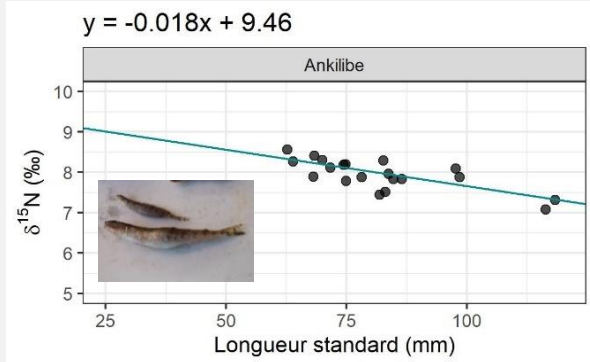 y = -0.018x + 9.46
Ankilibe
10
9
8
7
6
5
δ¹⁵N (‰)
25 50 75 100
Longueur standard (mm)